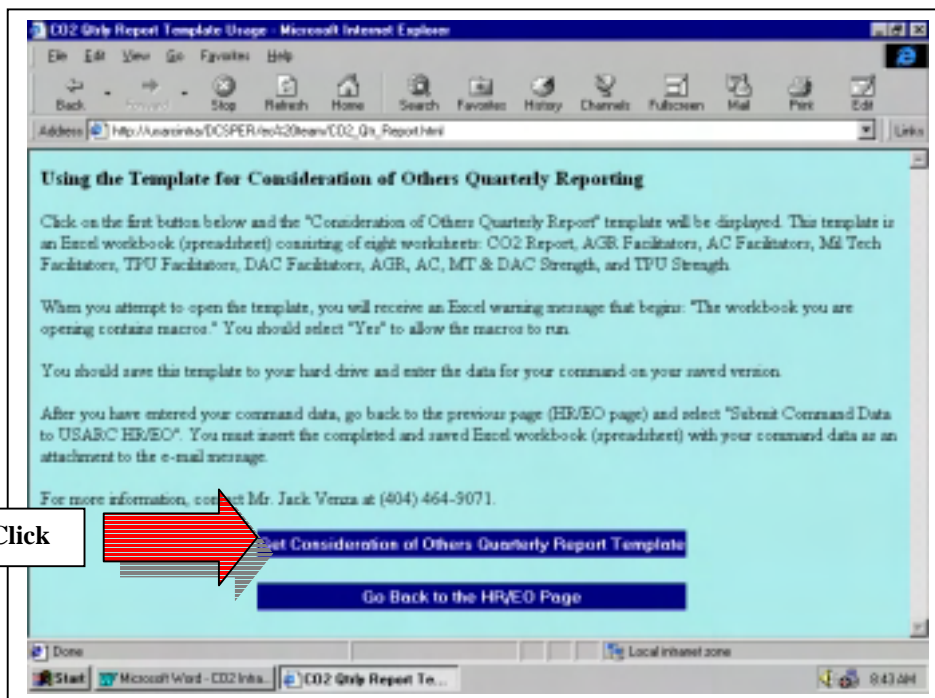 CO2 Qtrly Report Template Usage - Microsoft Internet Explorer
File Edit View Go Favorites Help
Back Forward Stop Refresh Home Search Favorites History Channels Fullscreen Mail Print Edit
Address Links
Using the Template for Consideration of Others Quarterly Reporting
Click on the first button below and the "Consideration of Others Quarterly Report" template will be displayed. This template is
an Excel workbook (spreadsheet) consisting of eight worksheets: CO2 Report, AGR Facilitators, AC Facilitators, Mil Tech
Facilitators, TPU Facilitators, DAC Facilitators, AGR, AC, MT & DAC Strength, and TPU Strength.
When you attempt to open the template, you will receive an Excel warning message that begins: "The workbook you are
opening contains macros." You should select "Yes" to allow the macros to run.
You should save this template to your hard drive and enter the data for your command on your saved version.
After you have entered your command data, go back to the previous page (HR/EO page) and select "Submit Command Data
to USARC HR/EO". You must insert the completed and saved Excel workbook (spreadsheet) with your command data as an
attachment to the e-mail message.
For more information, contact Mr. Jack Venza at (404) 464-9071.
Click
Get Consideration of Others Quarterly Report Template
Go Back to the HR/EO Page
Done Local intranet zone
Start Microsoft Word - CO2 Intra... CO2 Qtrly Report Te... 8:43 AM